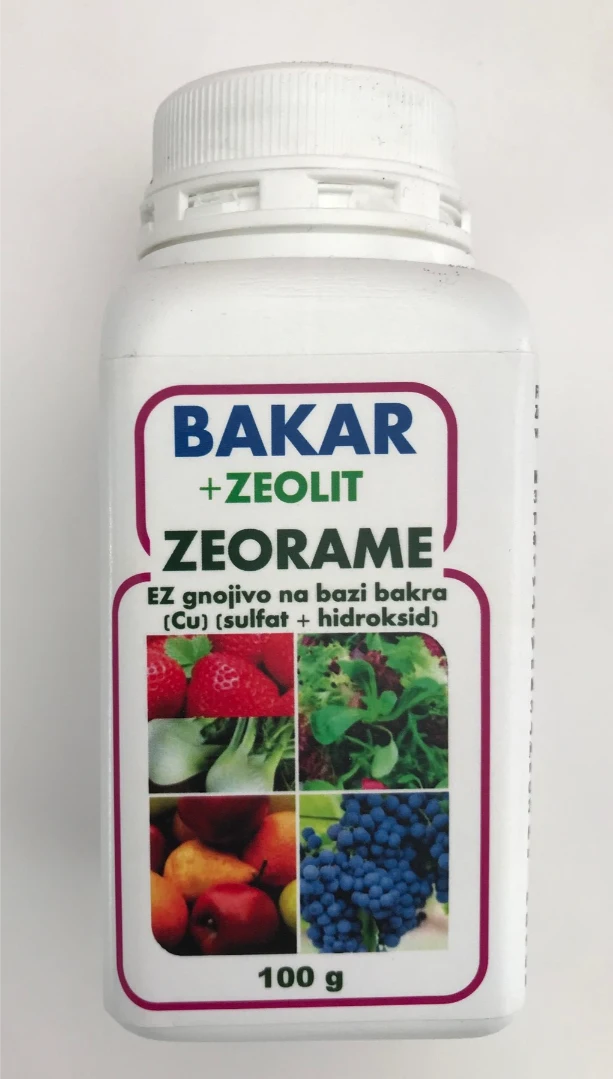 BAKAR
+ZEOLIT
ZEORAME
EZ gnojivo na bazi bakra
(Cu) (sulfat + hidroksid)
100 g